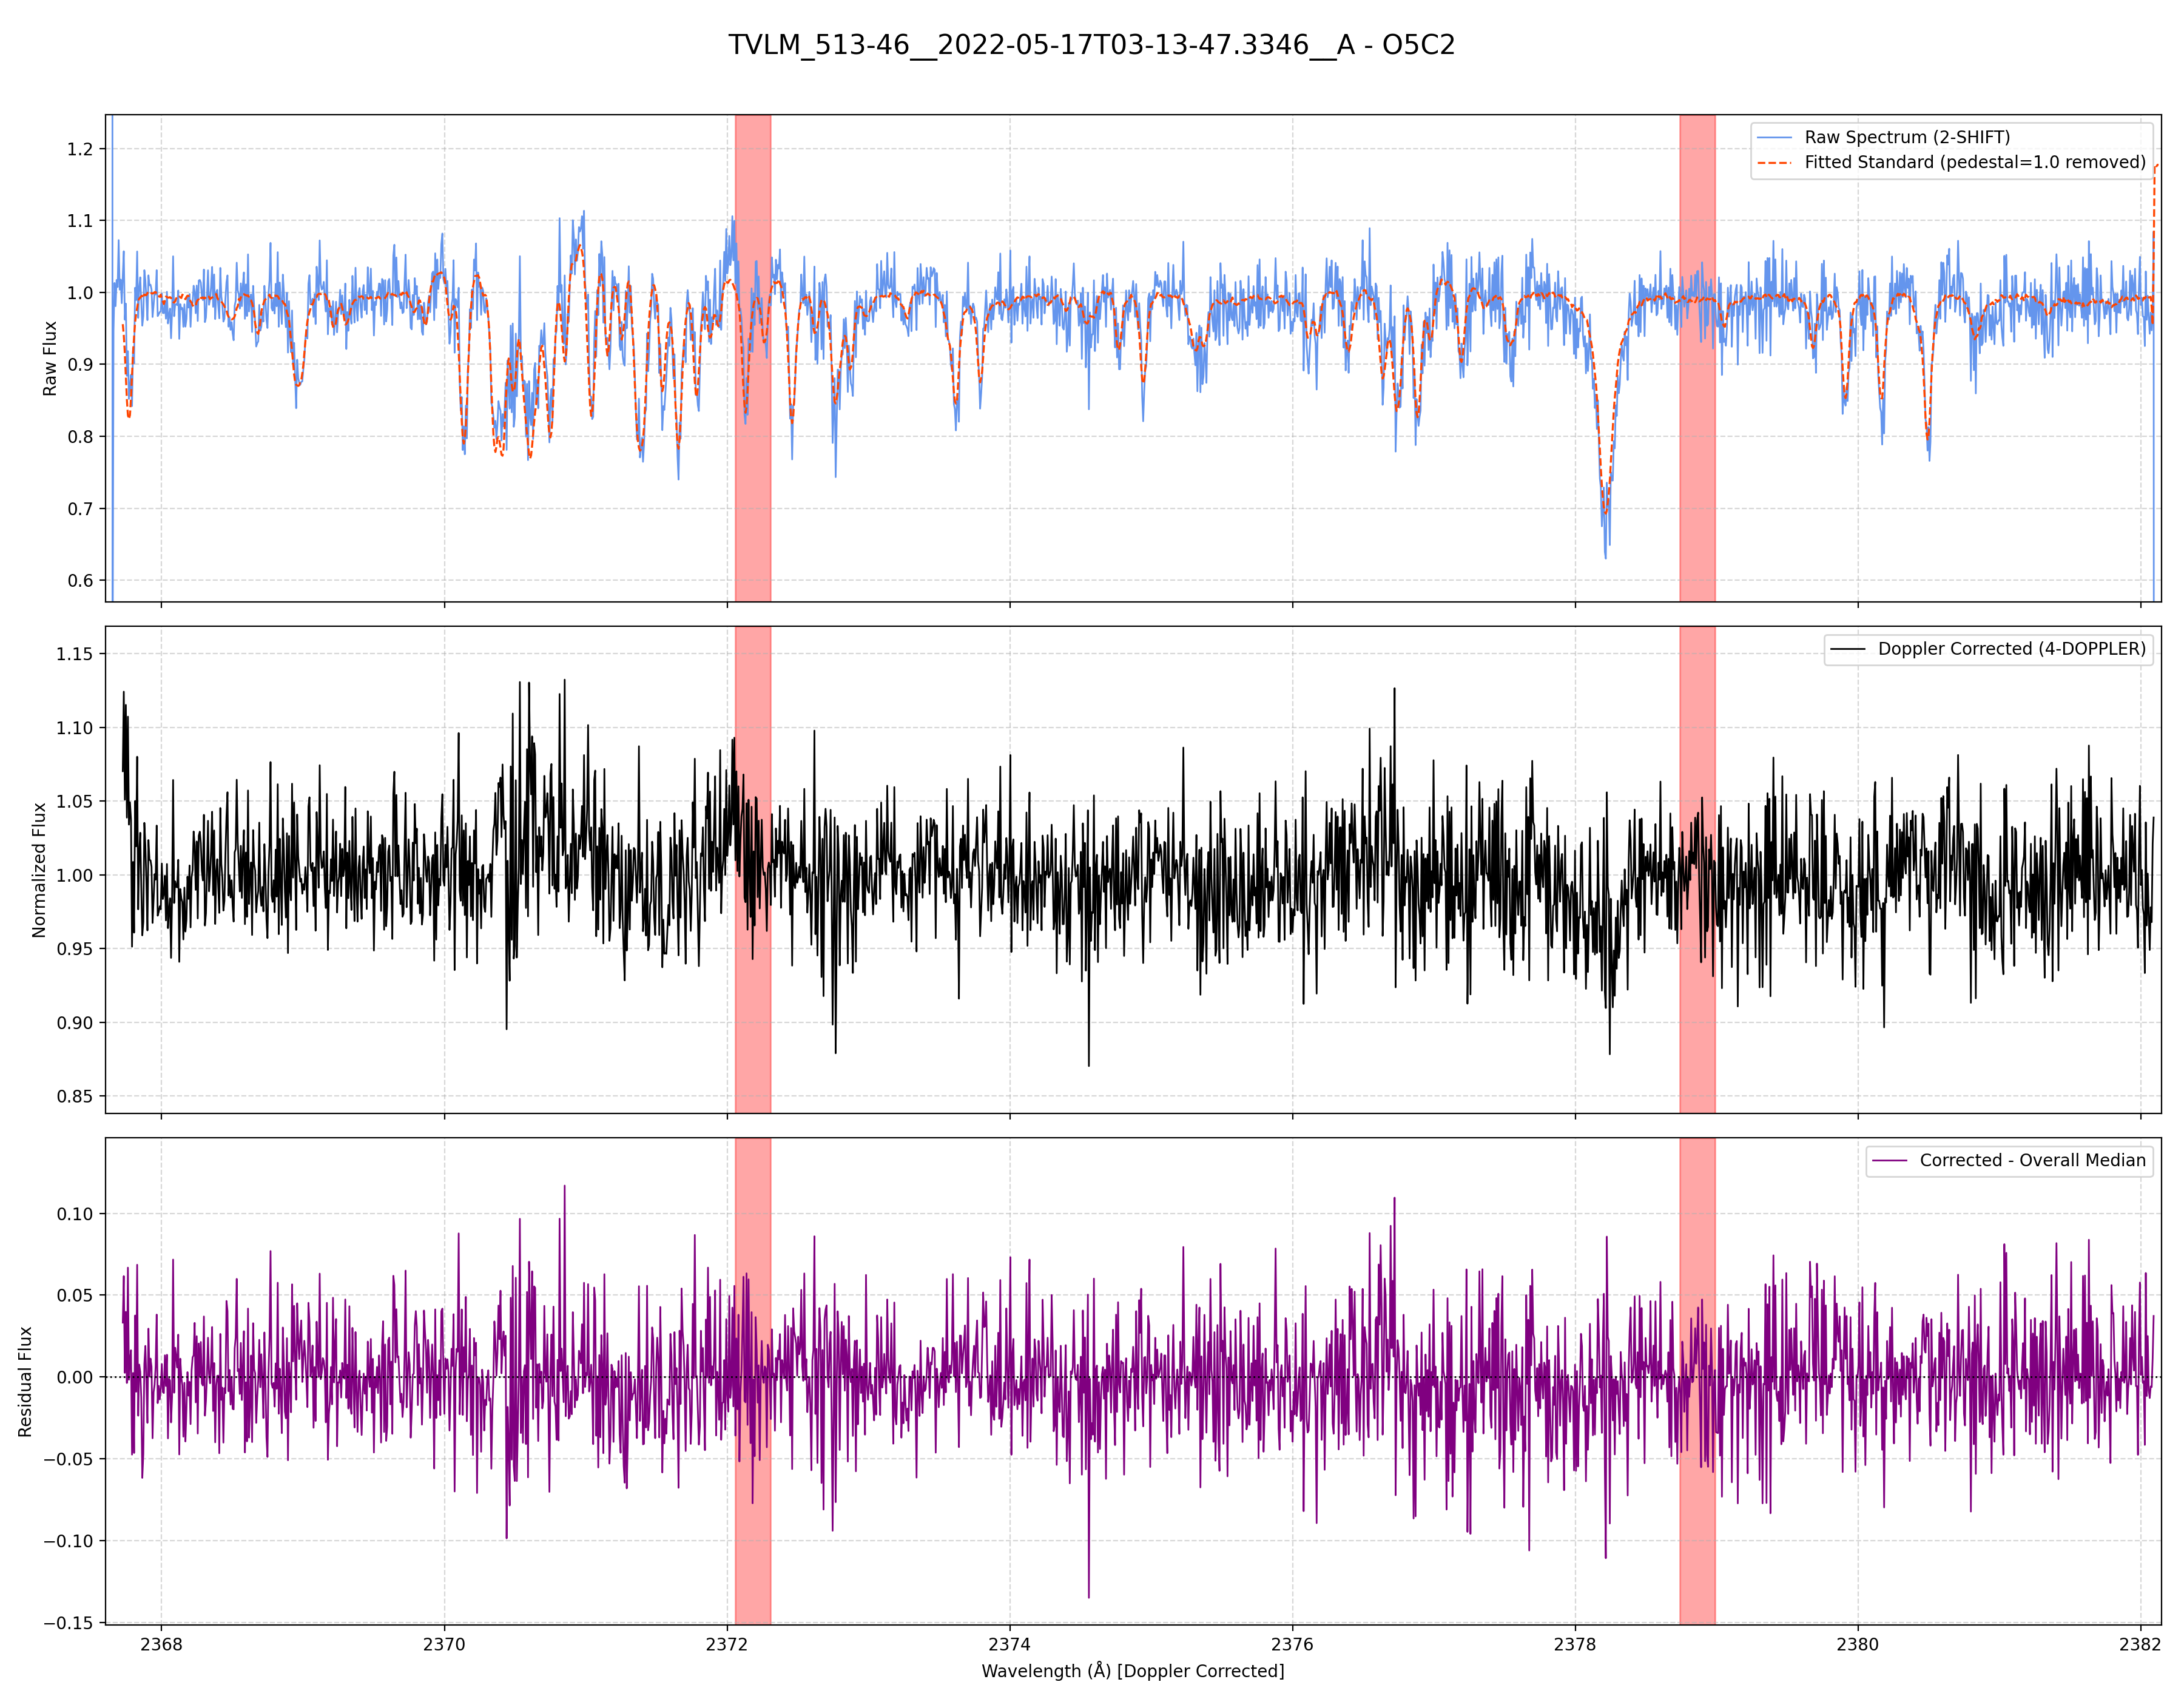 TVLM_513-46__2022-05-17T03-13-47.3346__A - O5C2
Raw Spectrum (2-SHIFT)
Fitted Standard (pedestal=1.0 removed)
1.2
1.1
1.0
0.9
0.8
0.7
0.6
Raw Flux
Doppler Corrected (4-DOPPLER)
1.15
1.10
1.05
1.00
0.95
0.90
0.85
Normalized Flux
Corrected - Overall Median
0.10
0.05
0.00
−0.05
−0.10
−0.15
Residual Flux
2368 2370 2372 2374 2376 2378 2380 2382
Wavelength (Å) [Doppler Corrected]